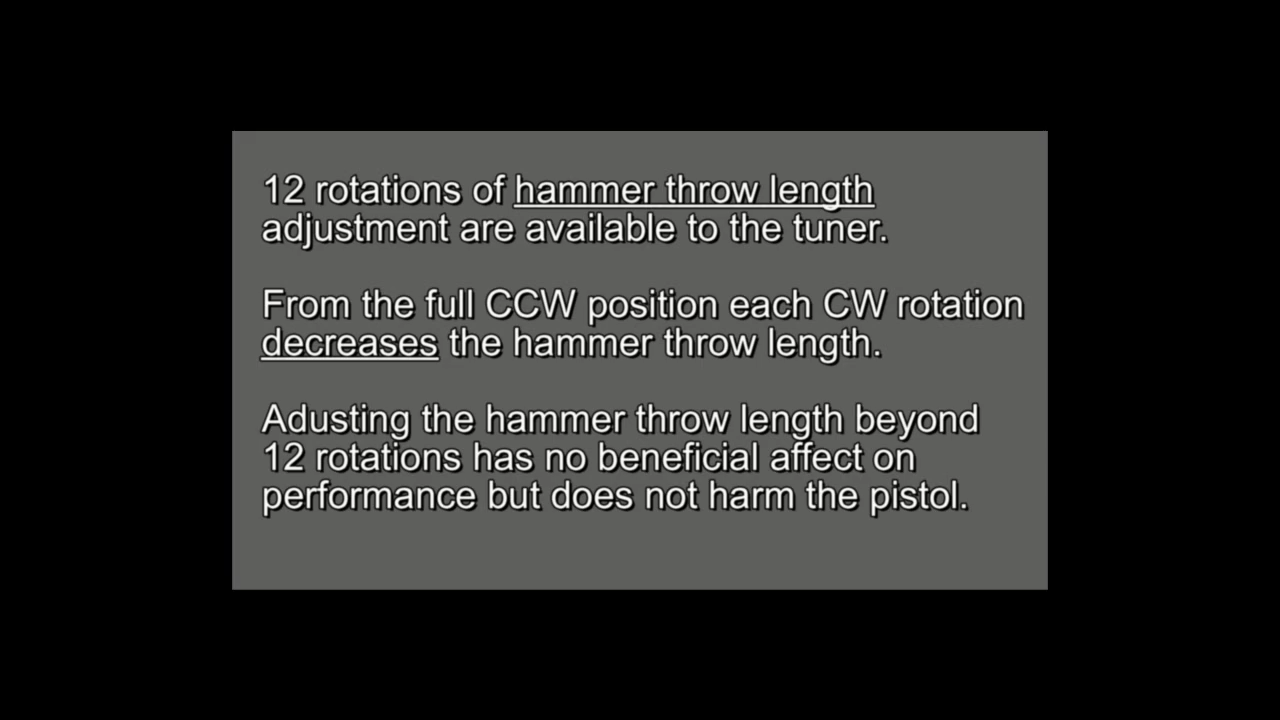 12 rotations of hammer throw length
adjustment are available to the tuner.
From the full CCW position each CW rotation
decreases the hammer throw length.
Adusting the hammer throw length beyond
12 rotations has no beneficial affect on
performance but does not harm the pistol.